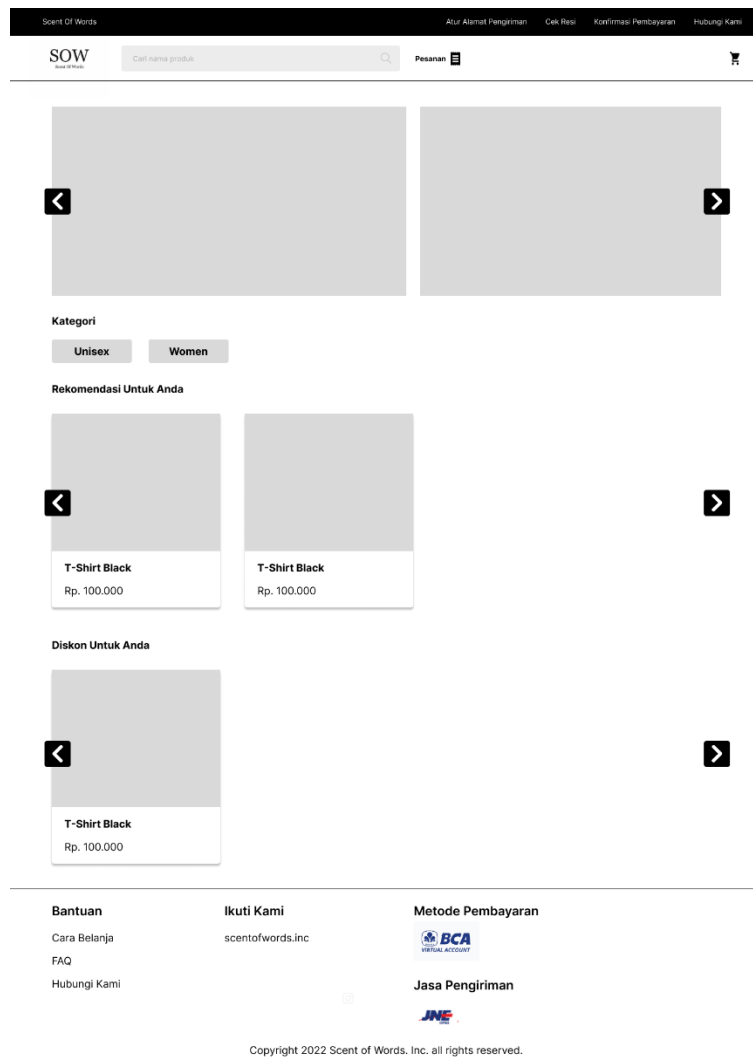 Scent Of Words Atur Alamat Pengiriman Cek Resi Konfirmasi Pembayaran Hubungi Kami
SOW
Scent Of Words
Cari nama produk
Pesanan
Kategori
Unisex Women
Rekomendasi Untuk Anda
T-Shirt Black T-Shirt Black
Rp. 100.000 Rp. 100.000
Diskon Untuk Anda
T-Shirt Black
Rp. 100.000
Bantuan Ikuti Kami Metode Pembayaran
Cara Belanja scentofwords.inc BCA
VIRTUAL ACCOUNT
FAQ
Hubungi Kami Jasa Pengiriman
JNE
Copyright 2022 Scent of Words. Inc. all rights reserved.